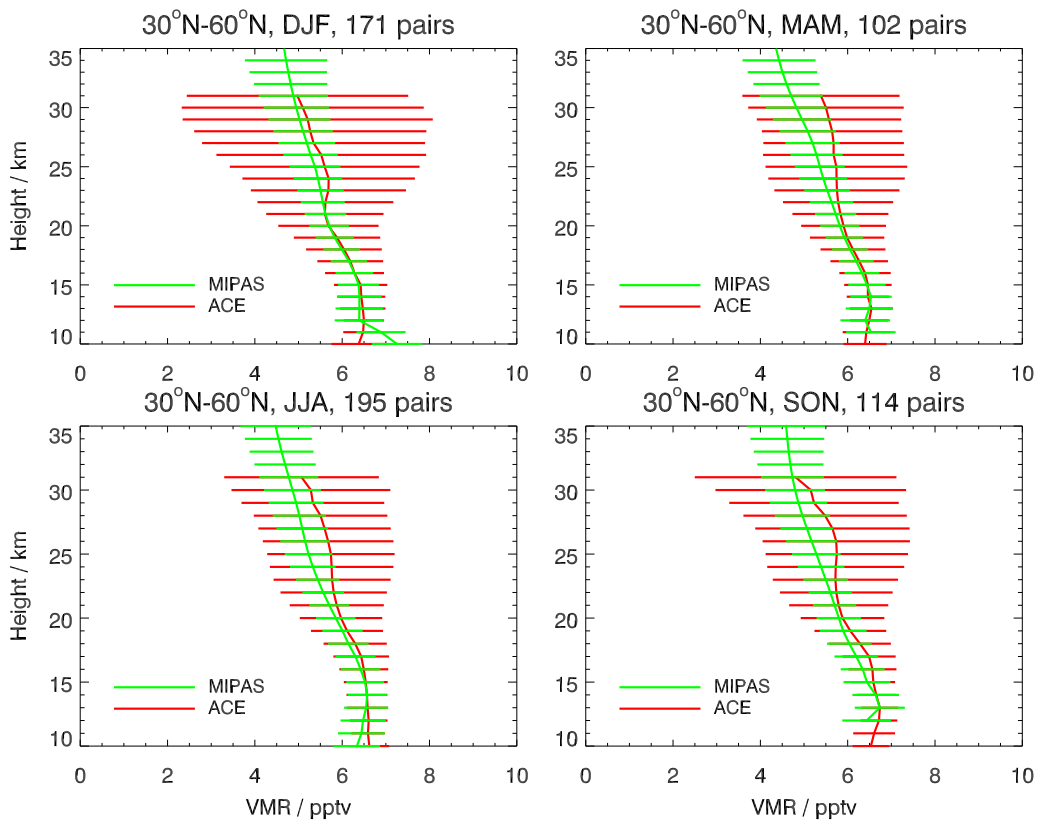 30°N-60°N, DJF, 171 pairs
35
30
25
20
15
10
Height / km
MIPAS
ACE
0 2 4 6 8 10
30°N-60°N, MAM, 102 pairs
35
30
25
20
15
10
MIPAS
ACE
0 2 4 6 8 10
30°N-60°N, JJA, 195 pairs
35
30
25
20
15
10
Height / km
MIPAS
ACE
0 2 4 6 8 10
VMR / pptv
30°N-60°N, SON, 114 pairs
35
30
25
20
15
10
MIPAS
ACE
0 2 4 6 8 10
VMR / pptv